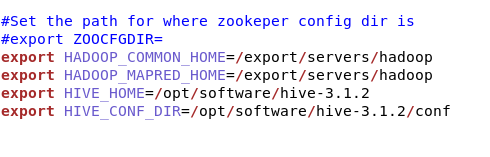 #Set the path for where zookeper config dir is
#export ZOOCFGDIR=
export HADOOP_COMMON_HOME=/export/servers/hadoop
export HADOOP_MAPRED_HOME=/export/servers/hadoop
export HIVE_HOME=/opt/software/hive-3.1.2
export HIVE_CONF_DIR=/opt/software/hive-3.1.2/conf